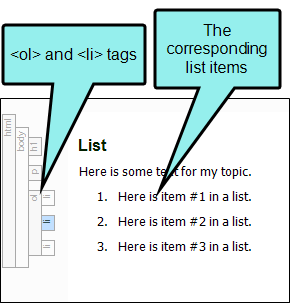 <ol> and <li> tags
The
corresponding
list items
html
body
h1
p
ol
li
li
li
List
Here is some text for my topic.
1. Here is item #1 in a list.
2. Here is item #2 in a list.
3. Here is item #3 in a list.